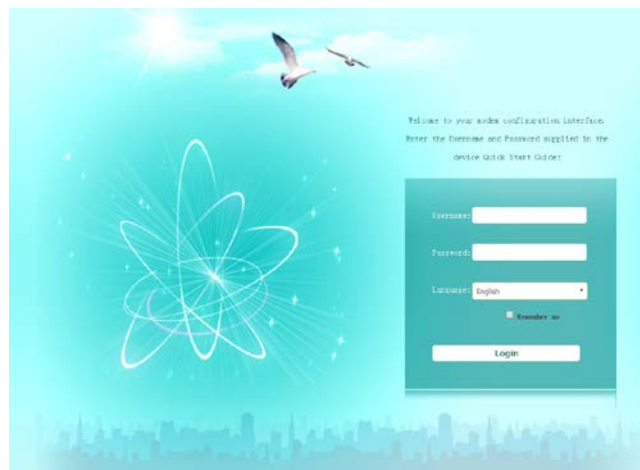 Welcome to your modem configuration interface.
Enter the Username and Password supplied in the
device Quick Start Guide:
Username:
Password:
Language: English
Remember me
Login